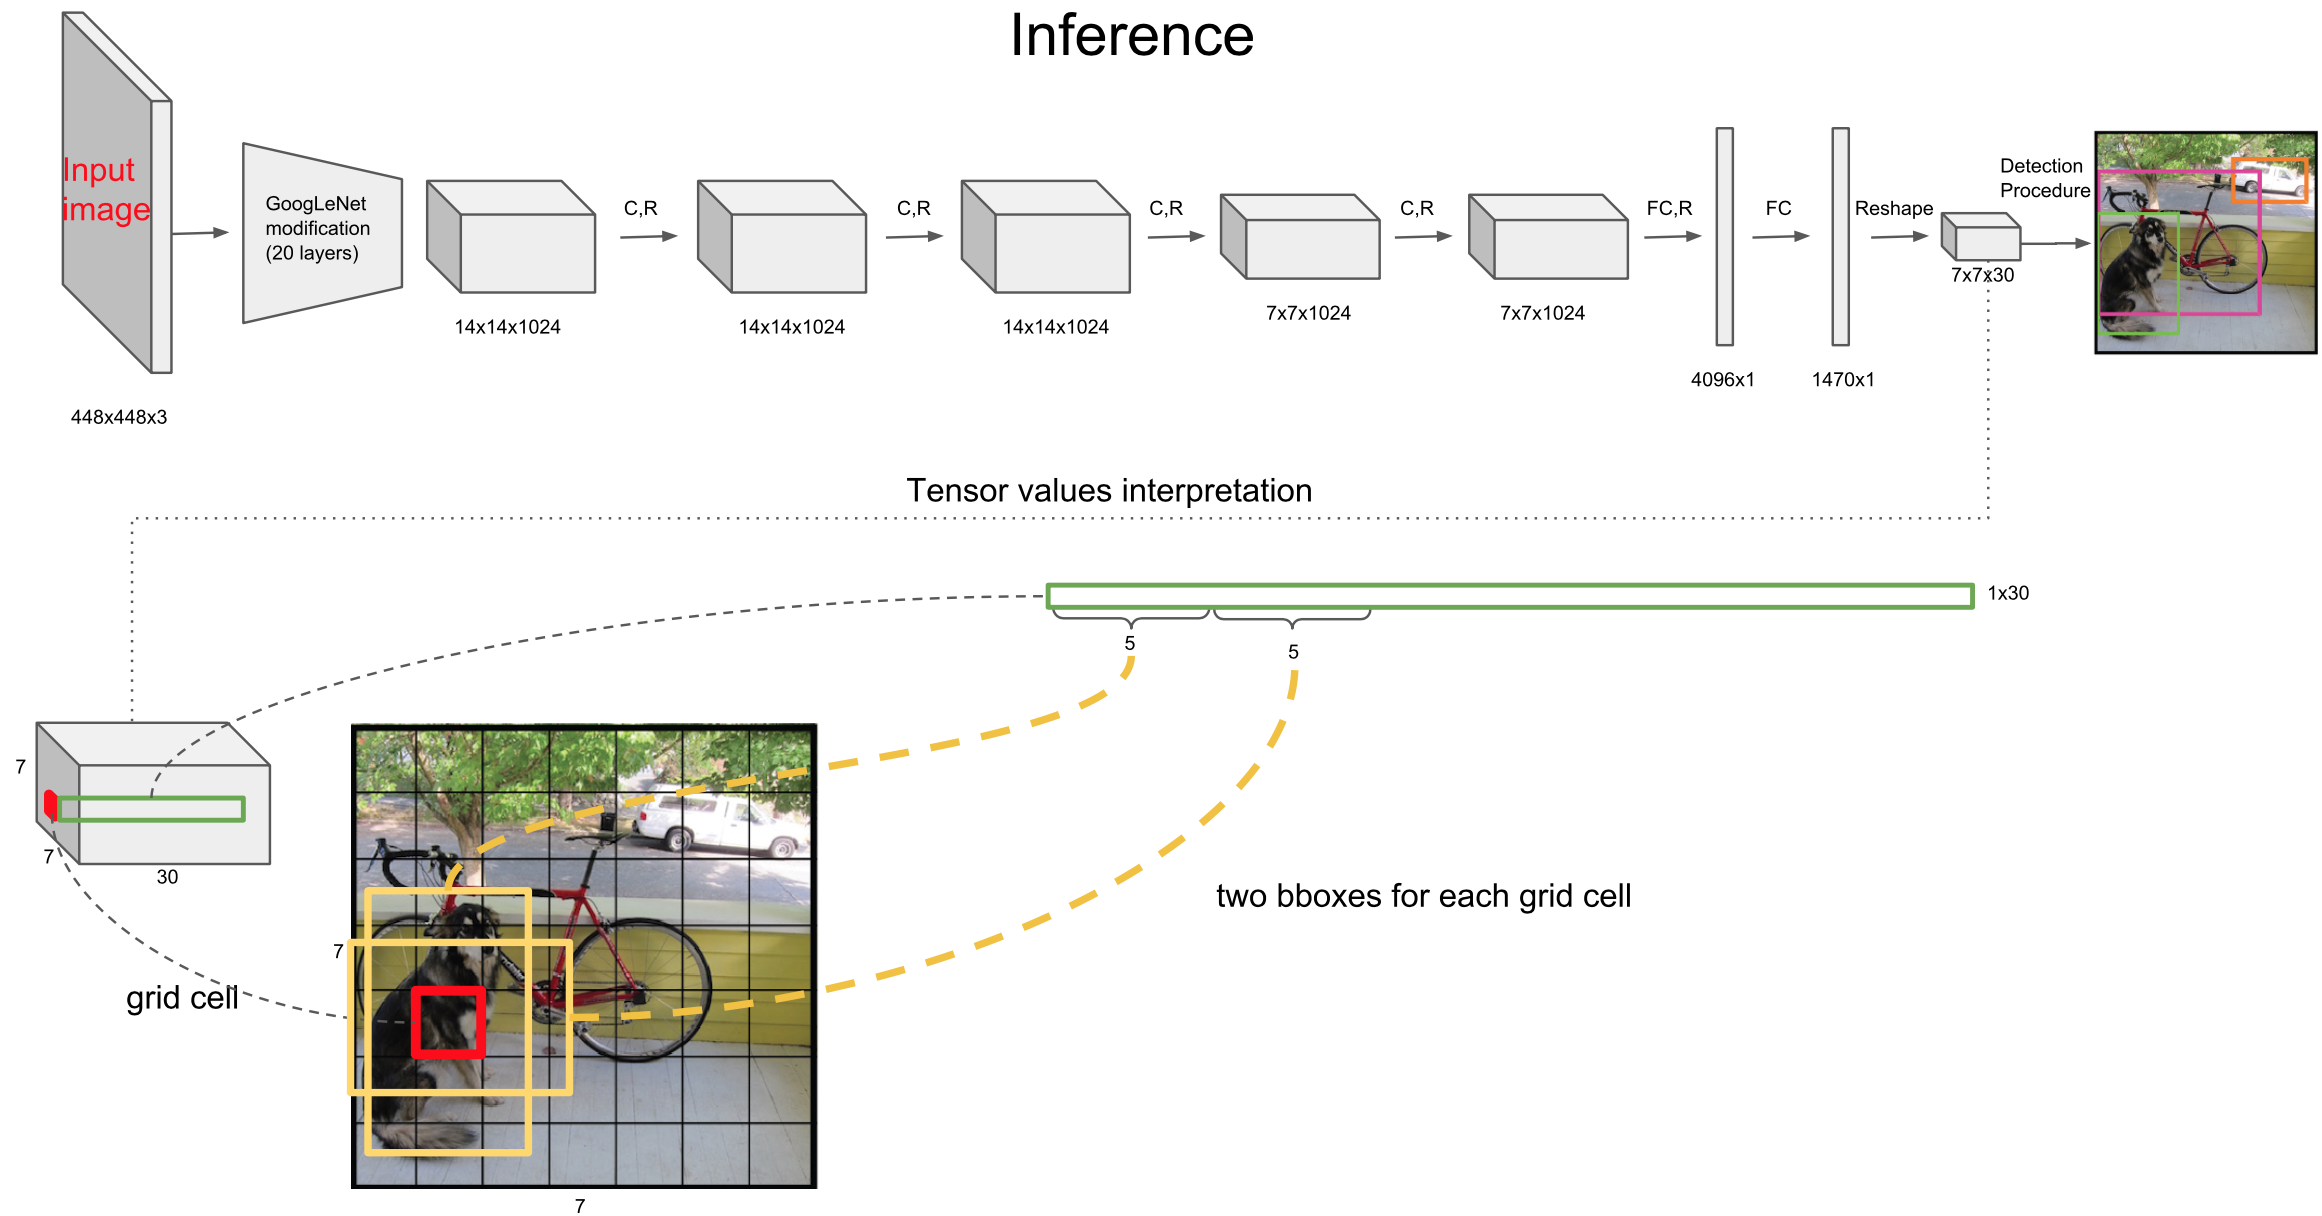 Inference
Input
image
448x448x3
GoogLeNet
modification
(20 layers)
14x14x1024
C,R
14x14x1024
C,R
14x14x1024
C,R
7x7x1024
C,R
7x7x1024
FC,R
4096x1
FC
1470x1
Reshape
7x7x30
Detection
Procedure
Tensor values interpretation
1x30
5
5
7
7
30
grid cell
7
7
two bboxes for each grid cell